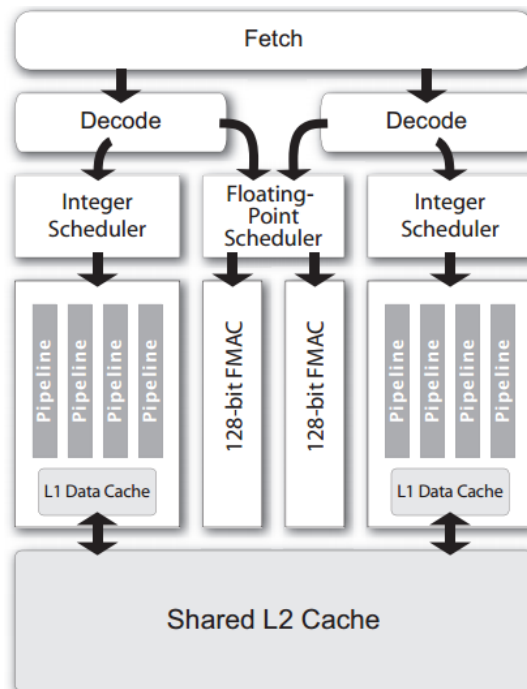 Fetch
Decode
Decode
Integer
Scheduler
Floating-
Point
Scheduler
Integer
Scheduler
Pipeline
Pipeline
Pipeline
Pipeline
L1 Data Cache
128-bit FMAC
128-bit FMAC
Pipeline
Pipeline
Pipeline
Pipeline
L1 Data Cache
Shared L2 Cache